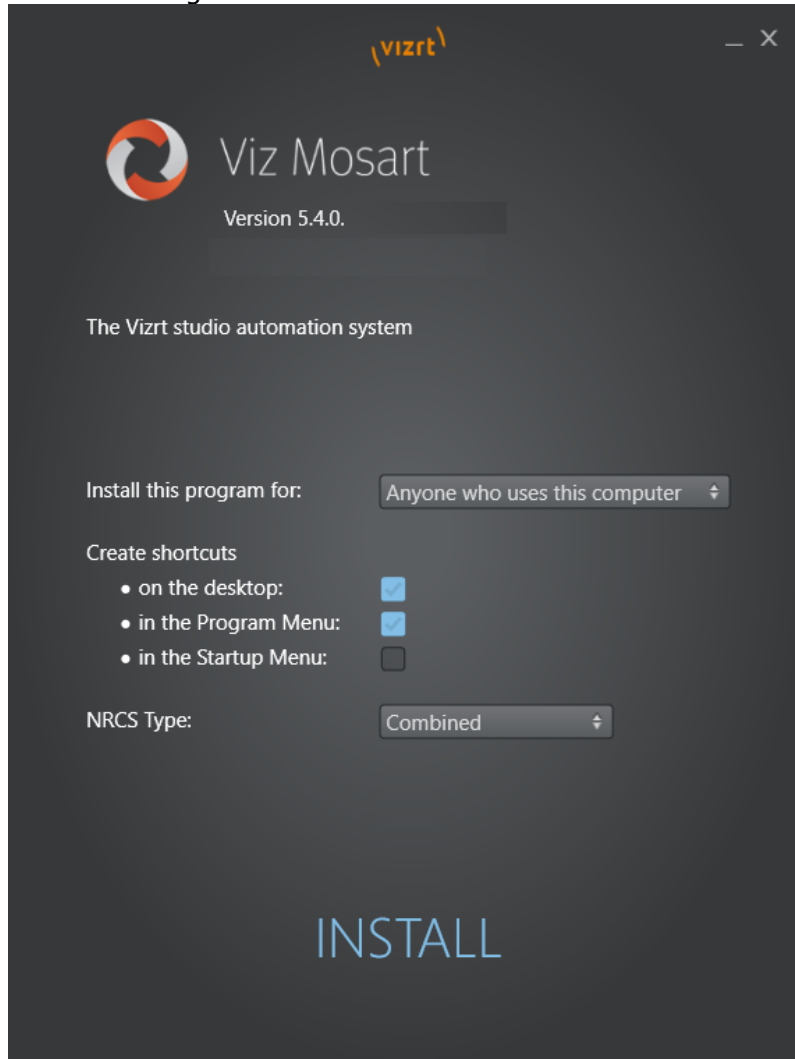 vizrt
Viz Mosart
Version 5.4.0.
The Vizrt studio automation system
Install this program for: Anyone who uses this computer
Create shortcuts
• on the desktop:
• in the Program Menu:
• in the Startup Menu:
NRCS Type: Combined
INSTALL